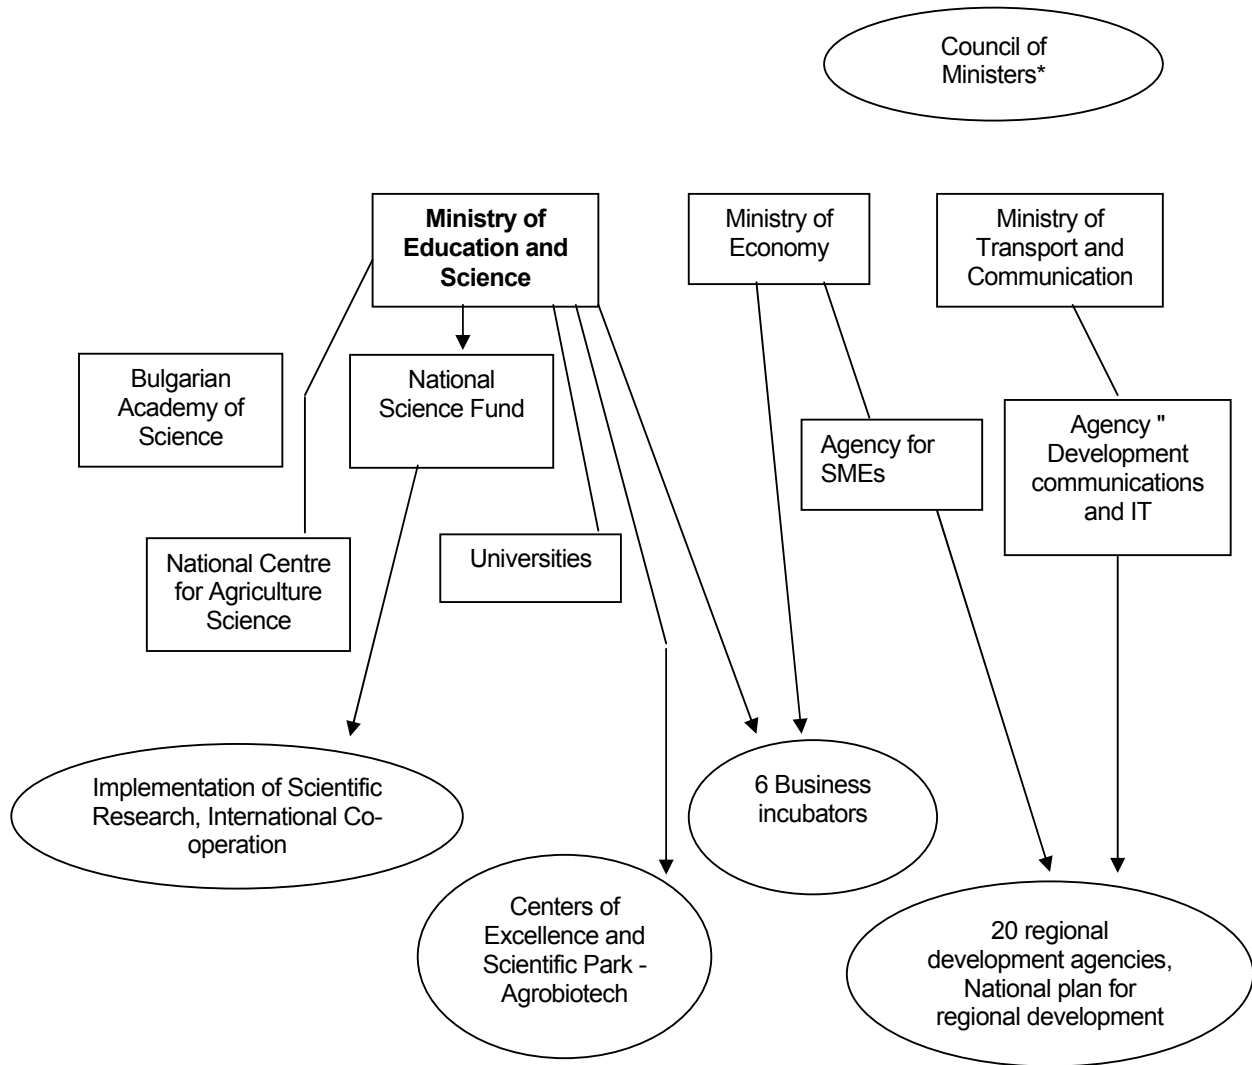 Council of
Ministers*
Ministry of
Education and
Science
Ministry of
Economy
Ministry of
Transport and
Communication
Bulgarian
Academy of
Science
National
Science Fund
Agency for
SMEs
Agency "
Development
communications
and IT
National Centre
for Agriculture
Science
Universities
Implementation of Scientific
Research, International Co-
operation
6 Business
incubators
Centers of
Excellence and
Scientific Park -
Agrobiotech
20 regional
development agencies,
National plan for
regional development